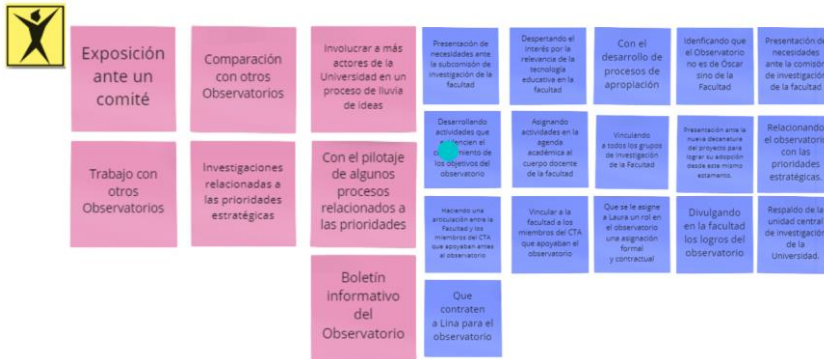 Exposición
ante un
comité
Comparación
con otros
Observatorios
Involucrar a más
actores de la
Universidad en un
proceso de lluvia
de ideas
Presentación de
necesidades ante
la subcomisión de
investigación de la
facultad
Despertando el
interés por la
relevancia de la
tecnología
educativa en la
facultad
Con el
desarrollo de
procesos de
apropiación
Idenficando que
el Observatorio
no es de Óscar
sino de la
Facultad
Presentación de
necesidades
ante la comisión
de investigación
de la facultad
Trabajo con
otros
Observatorios
Investigaciones
relacionadas a
las prioridades
estratégicas
Con el pilotaje
de algunos
procesos
relacionados a
las prioridades
Desarrollando
actividades que
el
de
los objetivos del
observatorio
Asignando
actividades en la
agenda
académica al
cuerpo docente
de la facultad
Vinculando
a todos los grupos
de investigación
de la Facultad
Presentación ante la
nueva decanatura
del proyecto para
lograr su adopción
desde este mismo
estamento.
Relacionando
el observatorio
con las
prioridades
estratégicas.
Haciendo una
articulación entre la
Facultad y los
miembros del CTA
que apoyaban antes
al observatorio
Vincular a la
facultad a los
miembros del CTA
que apoyaban el
observatorio
Que se le asigne
a Laura un rol en
el observatorio
una asignación
formal
y contractual
Divulgando
en la facultad
los logros del
observatorio
Respaldo de la
unidad central
de investigación
de la
Universidad.
Boletín
informativo
del
Observatorio
Que
contraten
a Lina para el
observatorio